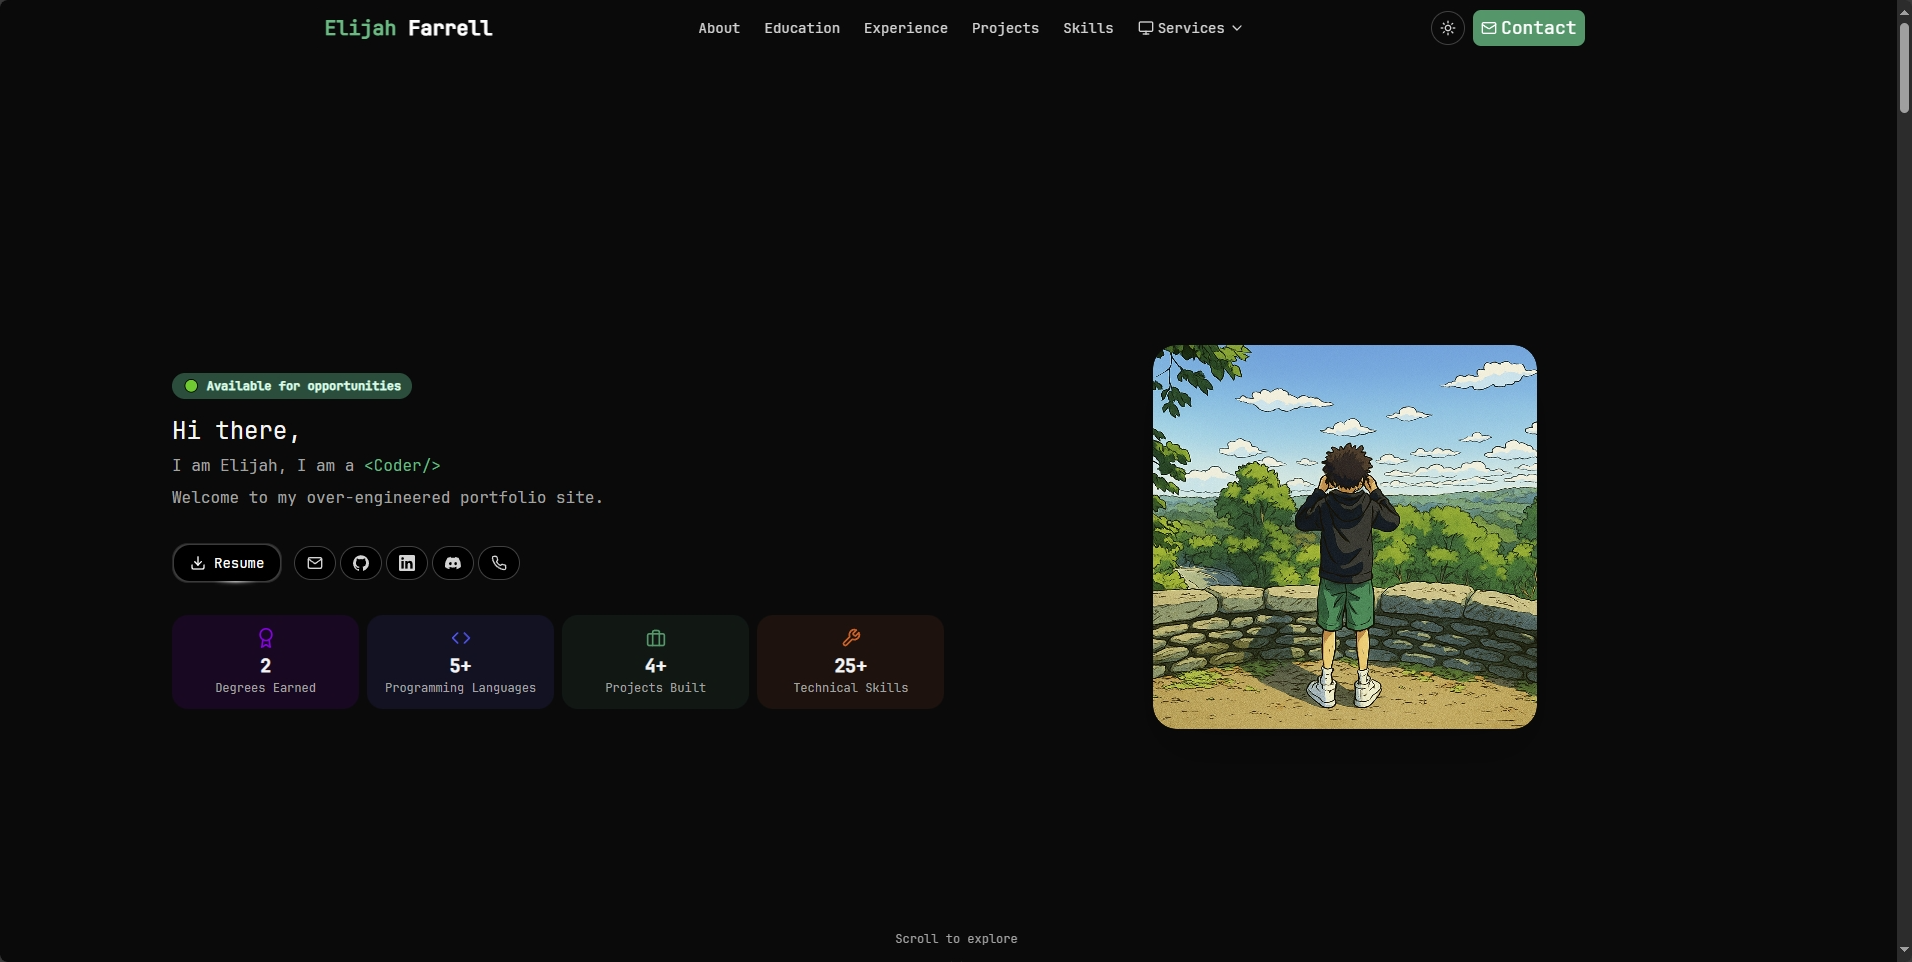 Elijah Farrell
About Education Experience Projects Skills Services
Contact
Available for opportunities
Hi there,
I am Elijah, I am a <Coder/>
Welcome to my over-engineered portfolio site.
Resume
2
Degrees Earned
5+
Programming Languages
4+
Projects Built
25+
Technical Skills
Scroll to explore